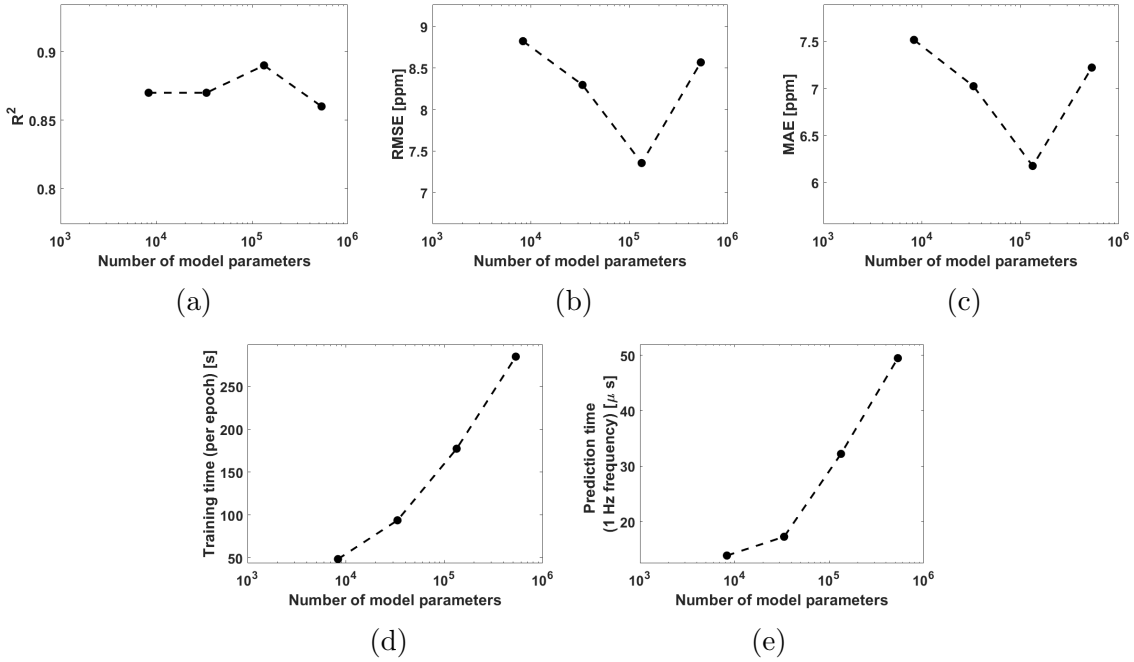 0.9
0.85
0.8
R²
10³ 10⁴ 10⁵ 10⁶
Number of model parameters
(a)
9
8.5
8
7.5
7
RMSE [ppm]
10³ 10⁴ 10⁵ 10⁶
Number of model parameters
(b)
7.5
7
6.5
6
MAE [ppm]
10³ 10⁴ 10⁵ 10⁶
Number of model parameters
(c)
250
200
150
100
50
Training time (per epoch) [s]
10³ 10⁴ 10⁵ 10⁶
Number of model parameters
(d)
50
40
30
20
Prediction time
(1 Hz frequency) [μ s]
10³ 10⁴ 10⁵ 10⁶
Number of model parameters
(e)